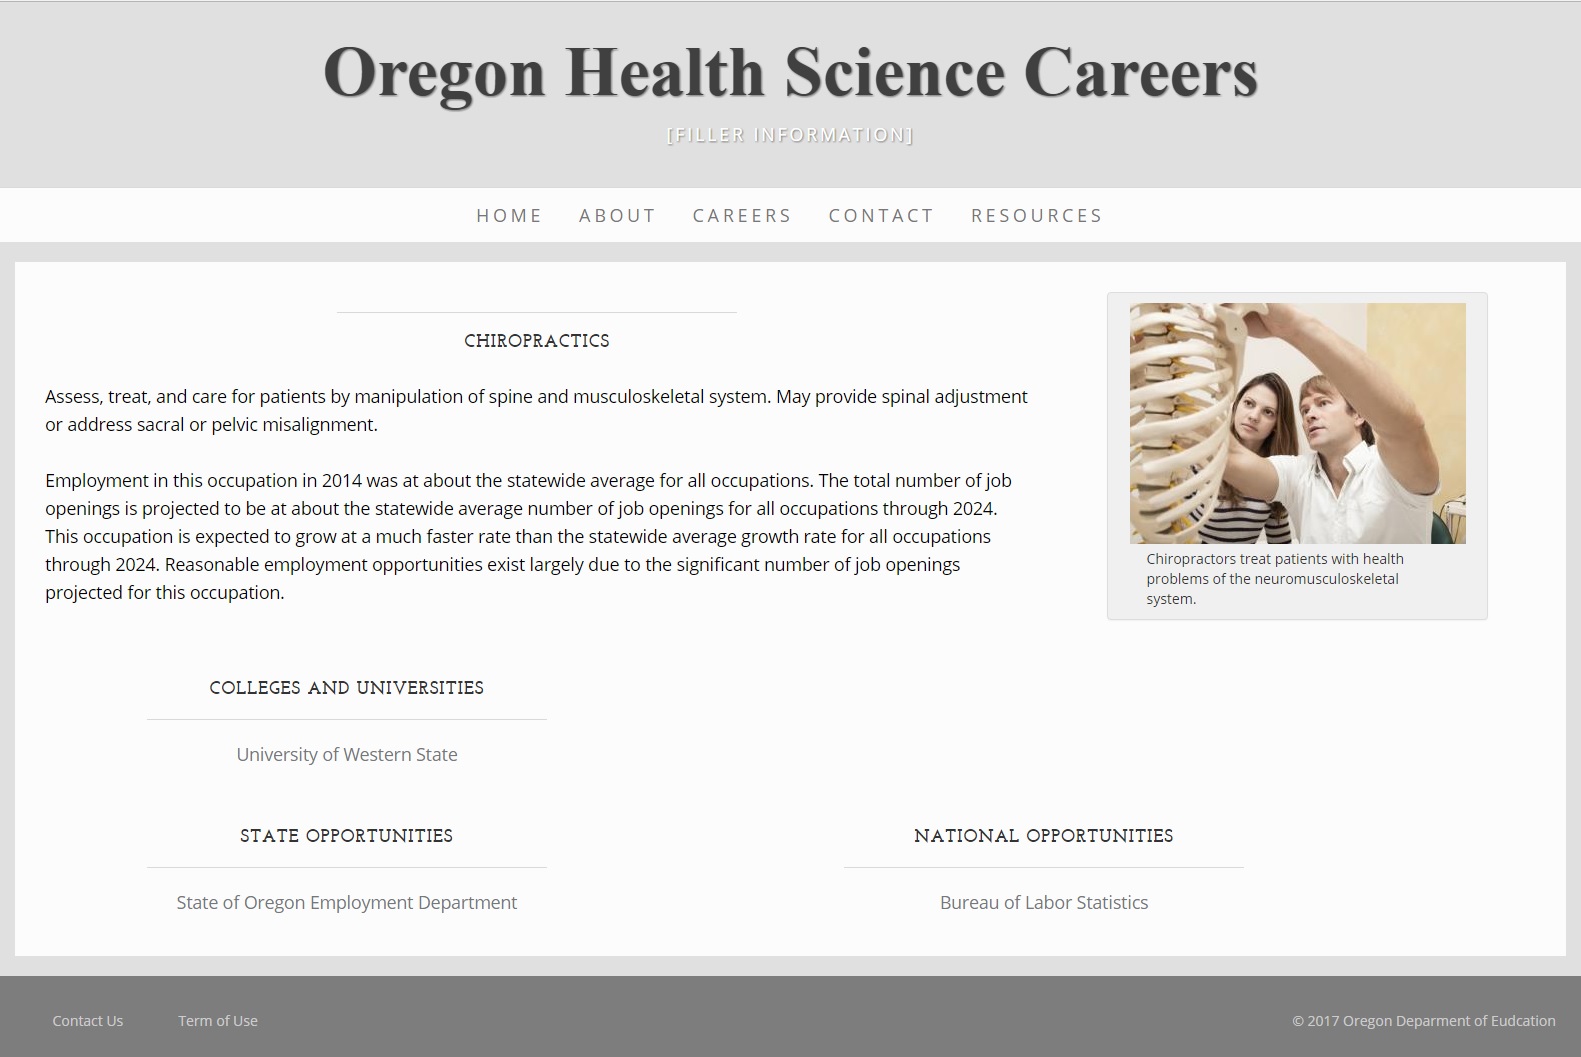 Oregon Health Science Careers
[FILLER INFORMATION]
HOME ABOUT CAREERS CONTACT RESOURCES
CHIROPRACTICS
Assess, treat, and care for patients by manipulation of spine and musculoskeletal system. May provide spinal adjustment
or address sacral or pelvic misalignment.
Employment in this occupation in 2014 was at about the statewide average for all occupations. The total number of job
openings is projected to be at about the statewide average number of job openings for all occupations through 2024.
This occupation is expected to grow at a much faster rate than the statewide average growth rate for all occupations
through 2024. Reasonable employment opportunities exist largely due to the significant number of job openings
projected for this occupation.
Chiropractors treat patients with health
problems of the neuromusculoskeletal
system.
COLLEGES AND UNIVERSITIES
University of Western State
STATE OPPORTUNITIES
State of Oregon Employment Department
NATIONAL OPPORTUNITIES
Bureau of Labor Statistics
Contact Us Term of Use © 2017 Oregon Deparment of Eudcation